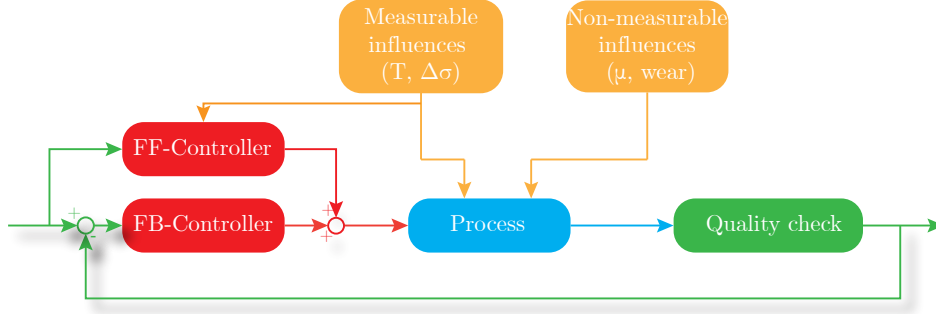 Measurable
influences
(T, Δσ)
Non-measurable
influences
(μ, wear)
FF-Controller
+
-
FB-Controller
+
+
Process
Quality check